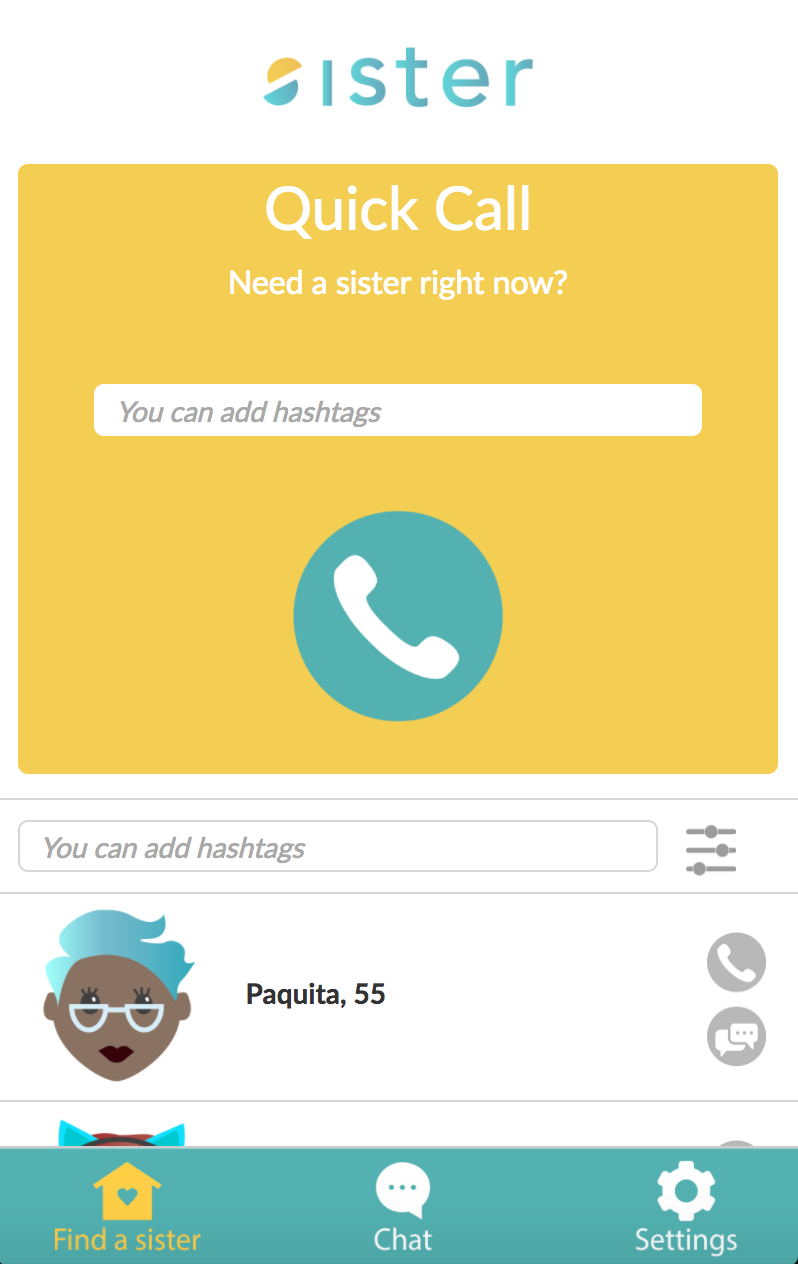 sister
Quick Call
Need a sister right now?
You can add hashtags
You can add hashtags
Paquita, 55
Find a sister
Chat
Settings